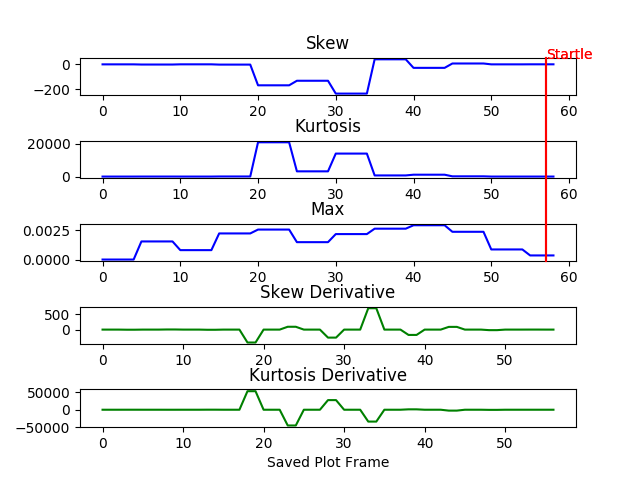 Skew
Startle
0
−200
0 10 20 30 40 50 60
Kurtosis
20000
0
0 10 20 30 40 50 60
Max
0.0025
0.0000
0 10 20 30 40 50 60
Skew Derivative
500
0
0 10 20 30 40 50
Kurtosis Derivative
50000
0
−50000
0 10 20 30 40 50
Saved Plot Frame